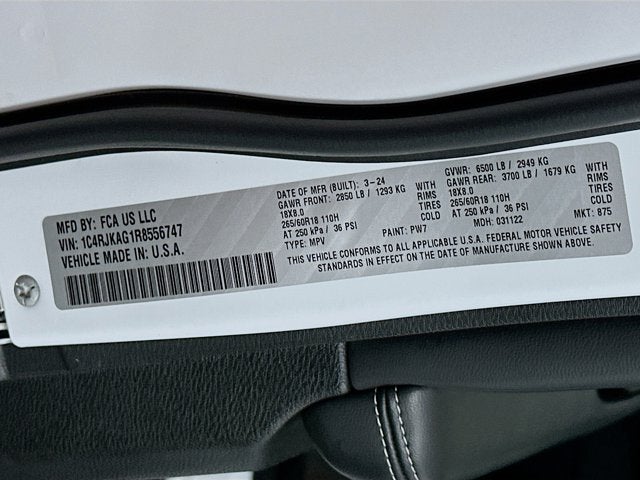 MFD BY: FCA US LLC
VIN: 1C4RJKAG1R8556747
VEHICLE MADE IN: U.S.A.
DATE OF MFR (BUILT): 3-24
GAWR FRONT: 2850 LB / 1293 KG WITH
18X8.0 RIMS
265/60R18 110H TIRES
AT 250 kPa / 36 PSI COLD
TYPE: MPV PAINT: PW7
GVWR: 6500 LB / 2949 KG
GAWR REAR: 3700 LB / 1679 KG WITH
18X8.0 RIMS
265/60R18 110H TIRES
AT 250 kPa / 36 PSI COLD
MDH: 031122 MKT: 875
THIS VEHICLE CONFORMS TO ALL APPLICABLE U.S.A. FEDERAL MOTOR VEHICLE SAFETY
STANDARDS IN EFFECT ON THE DATE OF MANUFACTURE SHOWN ABOVE.